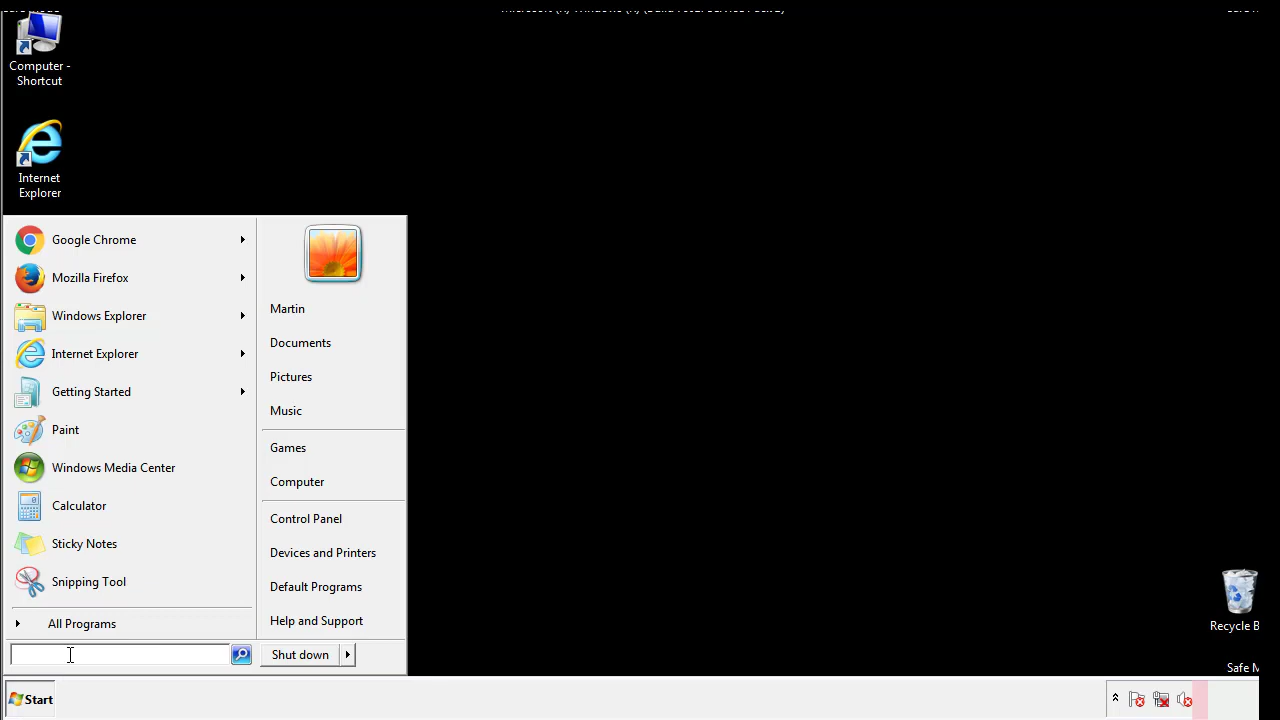 Computer -
Shortcut
Internet
Explorer
Google Chrome
Mozilla Firefox
Windows Explorer
Internet Explorer
Getting Started
Paint
Windows Media Center
Calculator
Sticky Notes
Snipping Tool
All Programs
Martin
Documents
Pictures
Music
Games
Computer
Control Panel
Devices and Printers
Default Programs
Help and Support
Shut down
Recycle B
Safe M
Start